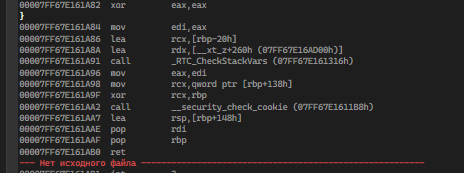 00007FF67E161A82 xor eax,eax
}
00007FF67E161A84 mov edi,eax
00007FF67E161A86 lea rcx,[rbp-20h]
00007FF67E161A8A lea rdx,[__xt_z+260h (07FF67E16AD00h)]
00007FF67E161A91 call _RTC_CheckStackVars (07FF67E161316h)
00007FF67E161A96 mov eax,edi
00007FF67E161A98 mov rcx,qword ptr [rbp+138h]
00007FF67E161A9F xor rcx,rbp
00007FF67E161AA2 call __security_check_cookie (07FF67E1611B8h)
00007FF67E161AA7 lea rsp,[rbp+148h]
00007FF67E161AAE pop rdi
00007FF67E161AAF pop rbp
00007FF67E161AB0 ret
--- Нет исходного файла ---